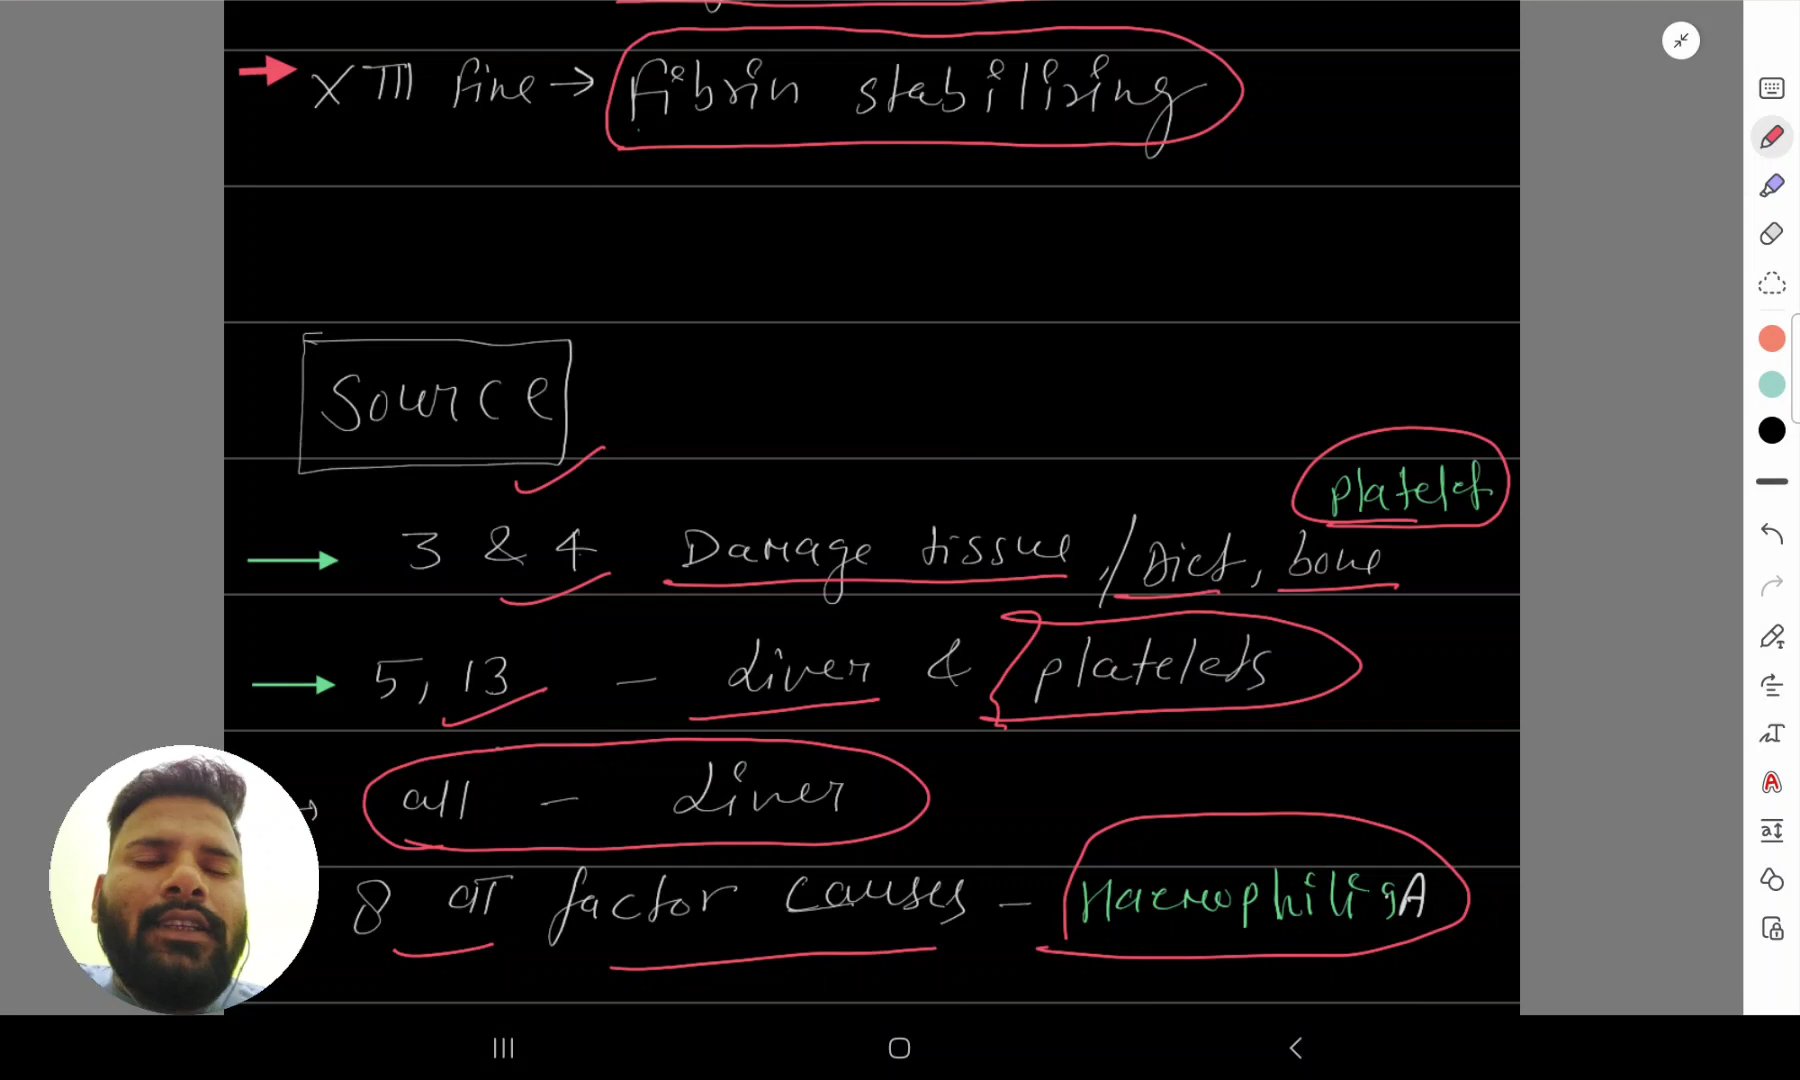 XIII fine → Fibrin stabilizing
Source
platelet
3 & 4 Damage tissue / Diet, bone
5, 13 – Liver & platelets
all – Liver
8 factor causes – Haemophilia A